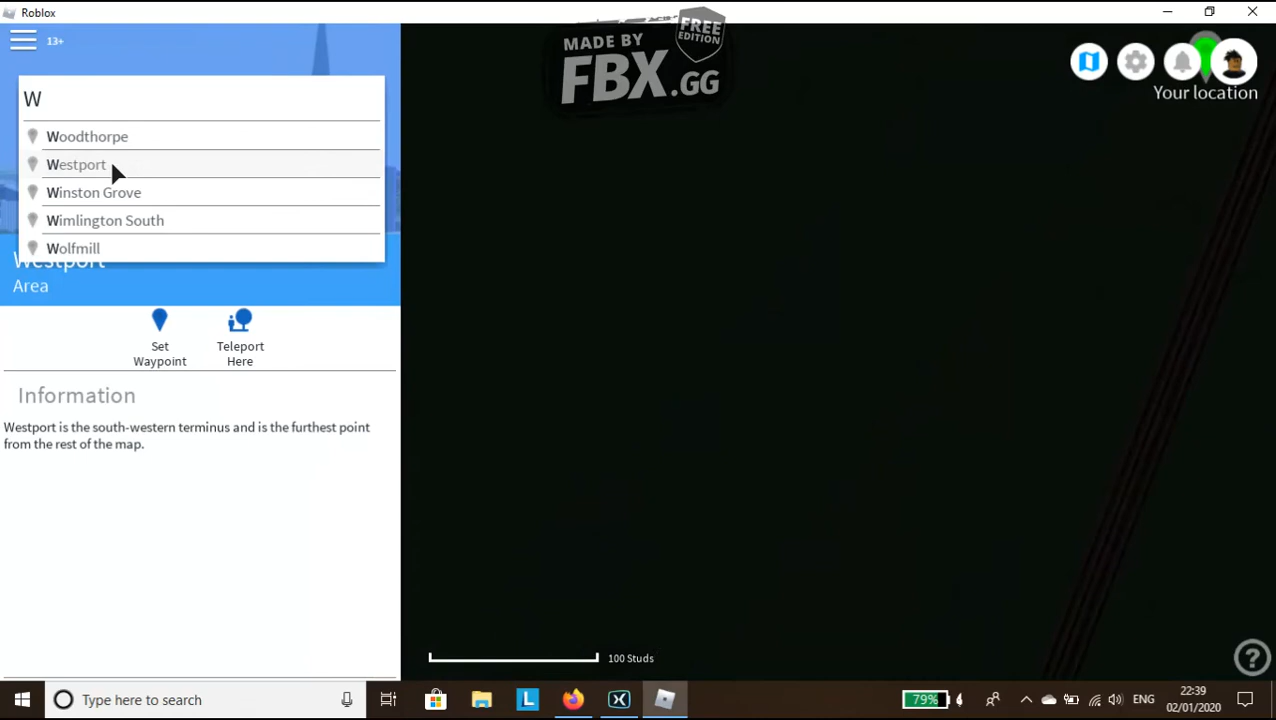 Roblox
MADE BY
FBX.GG
FREE
EDITION
13+
W
Woodthorpe
Westport
Winston Grove
Wimlington South
Wolfmill
Westport
Area
Your location
Set
Waypoint
Teleport
Here
Information
Westport is the south-western terminus and is the furthest point
from the rest of the map.
100 Studs
?
Type here to search
L
79%
ENG
22:39
02/01/2020